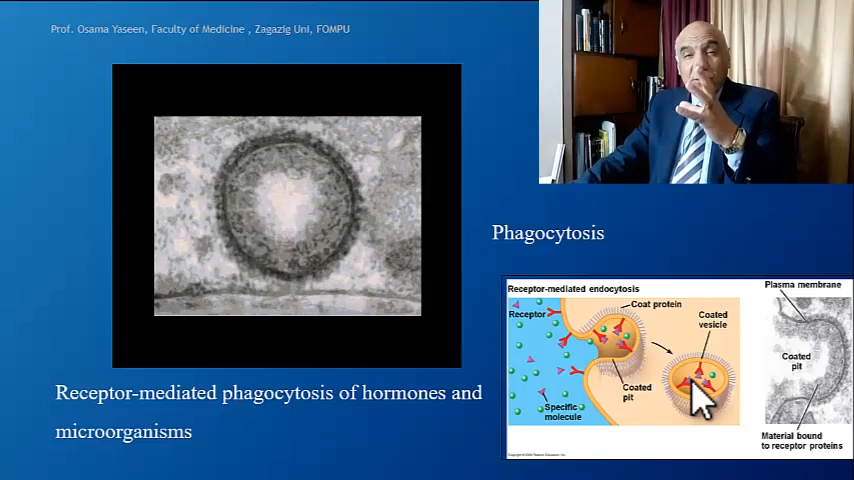 Prof. Osama Yaseen, Faculty of Medicine , Zagazig Uni, FOMPU
Phagocytosis
Receptor-mediated endocytosis
Coat protein
Receptor
Coated
vesicle
Coated
pit
Specific
molecule
Plasma membrane
Coated
pit
Material bound
to receptor proteins
Receptor-mediated phagocytosis of hormones and
microorganisms